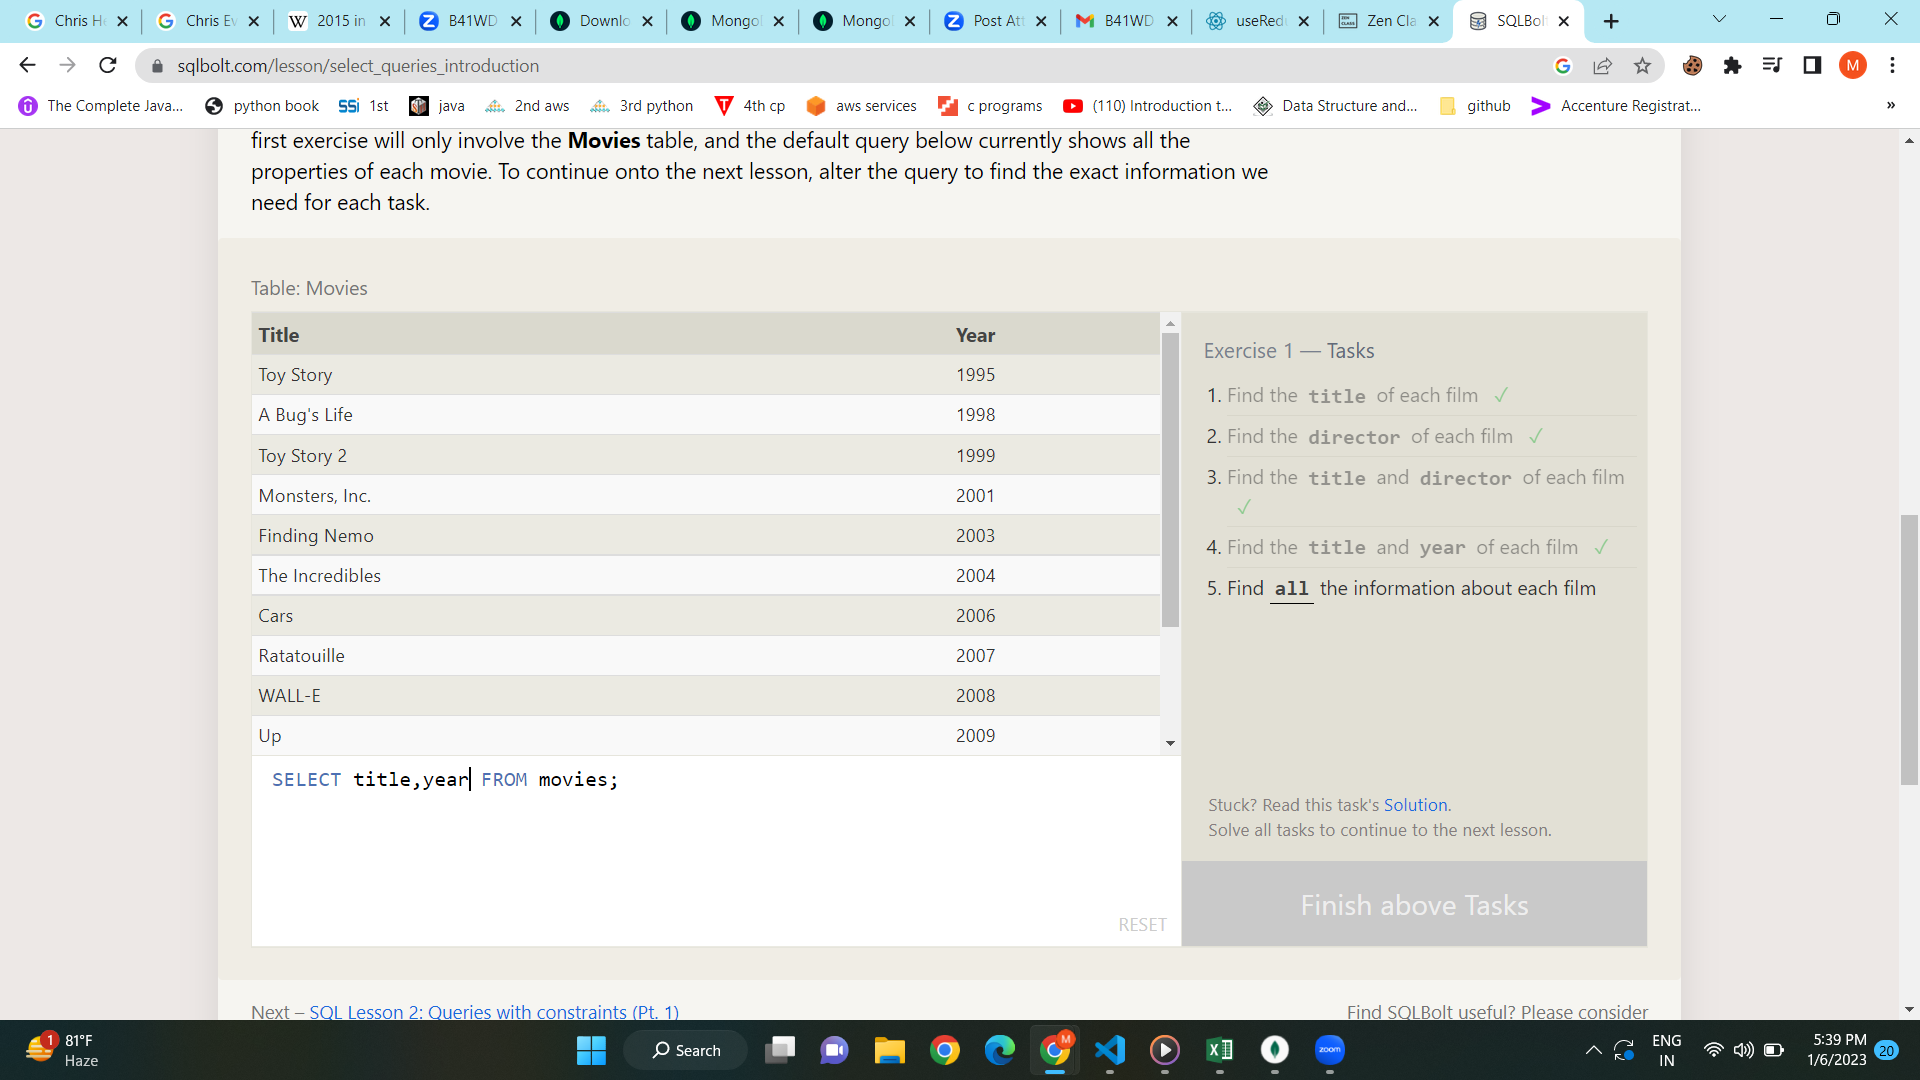 Chris He
Chris Ev
2015 in
B41WD
Downlo
Mongo
Mongo
Post Att
B41WD
useRed
Zen Cla
SQLBol
sqlbolt.com/lesson/select_queries_introduction
M
The Complete Java...
python book
SSi 1st
java
2nd aws
3rd python
4th cp
aws services
c programs
(110) Introduction t...
Data Structure and...
github
Accenture Registrat...
»
first exercise will only involve the Movies table, and the default query below currently shows all the
properties of each movie. To continue onto the next lesson, alter the query to find the exact information we
need for each task.
Table: Movies
Title Year
Toy Story 1995
A Bug's Life 1998
Toy Story 2 1999
Monsters, Inc. 2001
Finding Nemo 2003
The Incredibles 2004
Cars 2006
Ratatouille 2007
WALL-E 2008
Up 2009
SELECT title,year FROM movies;
RESET
Exercise 1 — Tasks
1. Find the title of each film ✓
2. Find the director of each film ✓
3. Find the title and director of each film
✓
4. Find the title and year of each film ✓
5. Find all the information about each film
Stuck? Read this task's Solution.
Solve all tasks to continue to the next lesson.
Finish above Tasks
Next – SQL Lesson 2: Queries with constraints (Pt. 1)
Find SQLBolt useful? Please consider
1
81°F
Haze
Search
M
zoom
ENG
IN
5:39 PM
1/6/2023
20